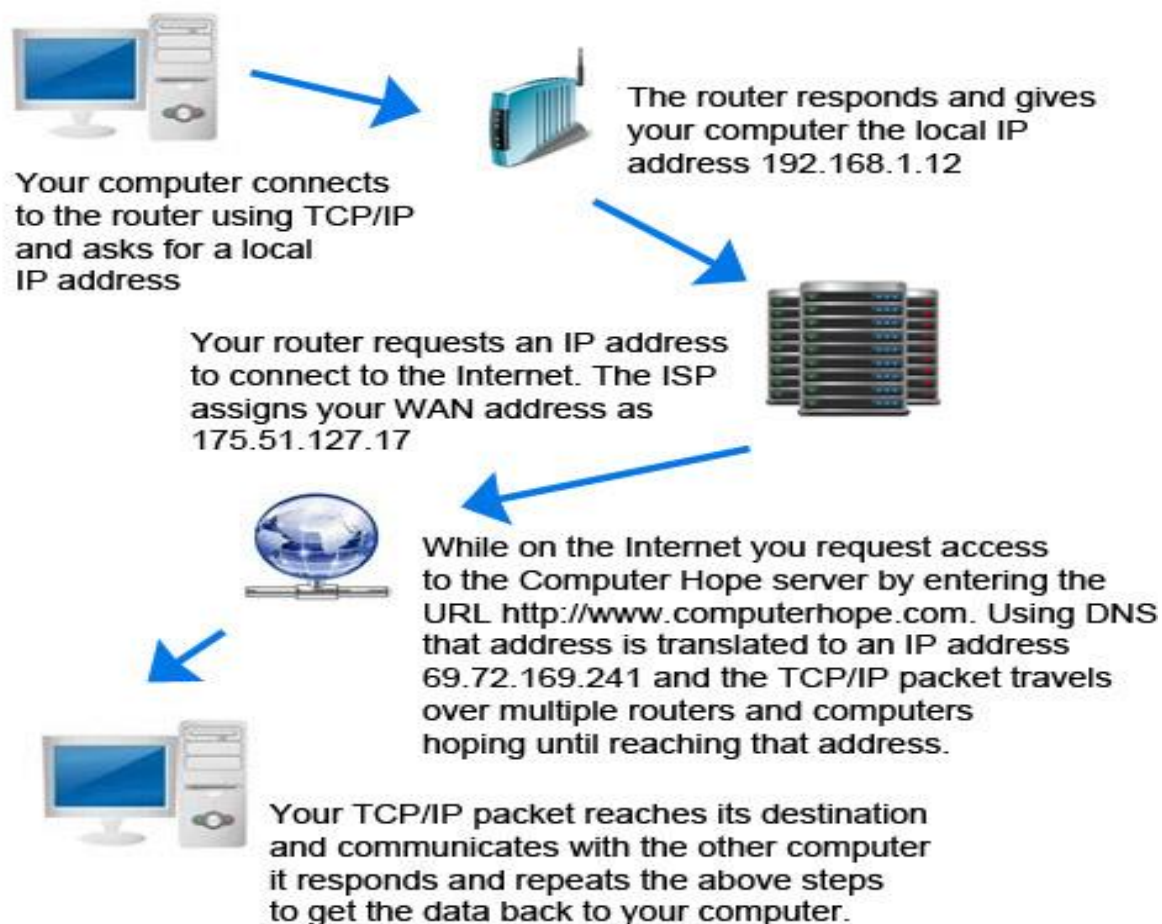 The router responds and gives
your computer the local IP
address 192.168.1.12
Your computer connects
to the router using TCP/IP
and asks for a local
IP address
Your router requests an IP address
to connect to the Internet. The ISP
assigns your WAN address as
175.51.127.17
While on the Internet you request access
to the Computer Hope server by entering the
URL http://www.computerhope.com. Using DNS
that address is translated to an IP address
69.72.169.241 and the TCP/IP packet travels
over multiple routers and computers
hoping until reaching that address.
Your TCP/IP packet reaches its destination
and communicates with the other computer
it responds and repeats the above steps
to get the data back to your computer.